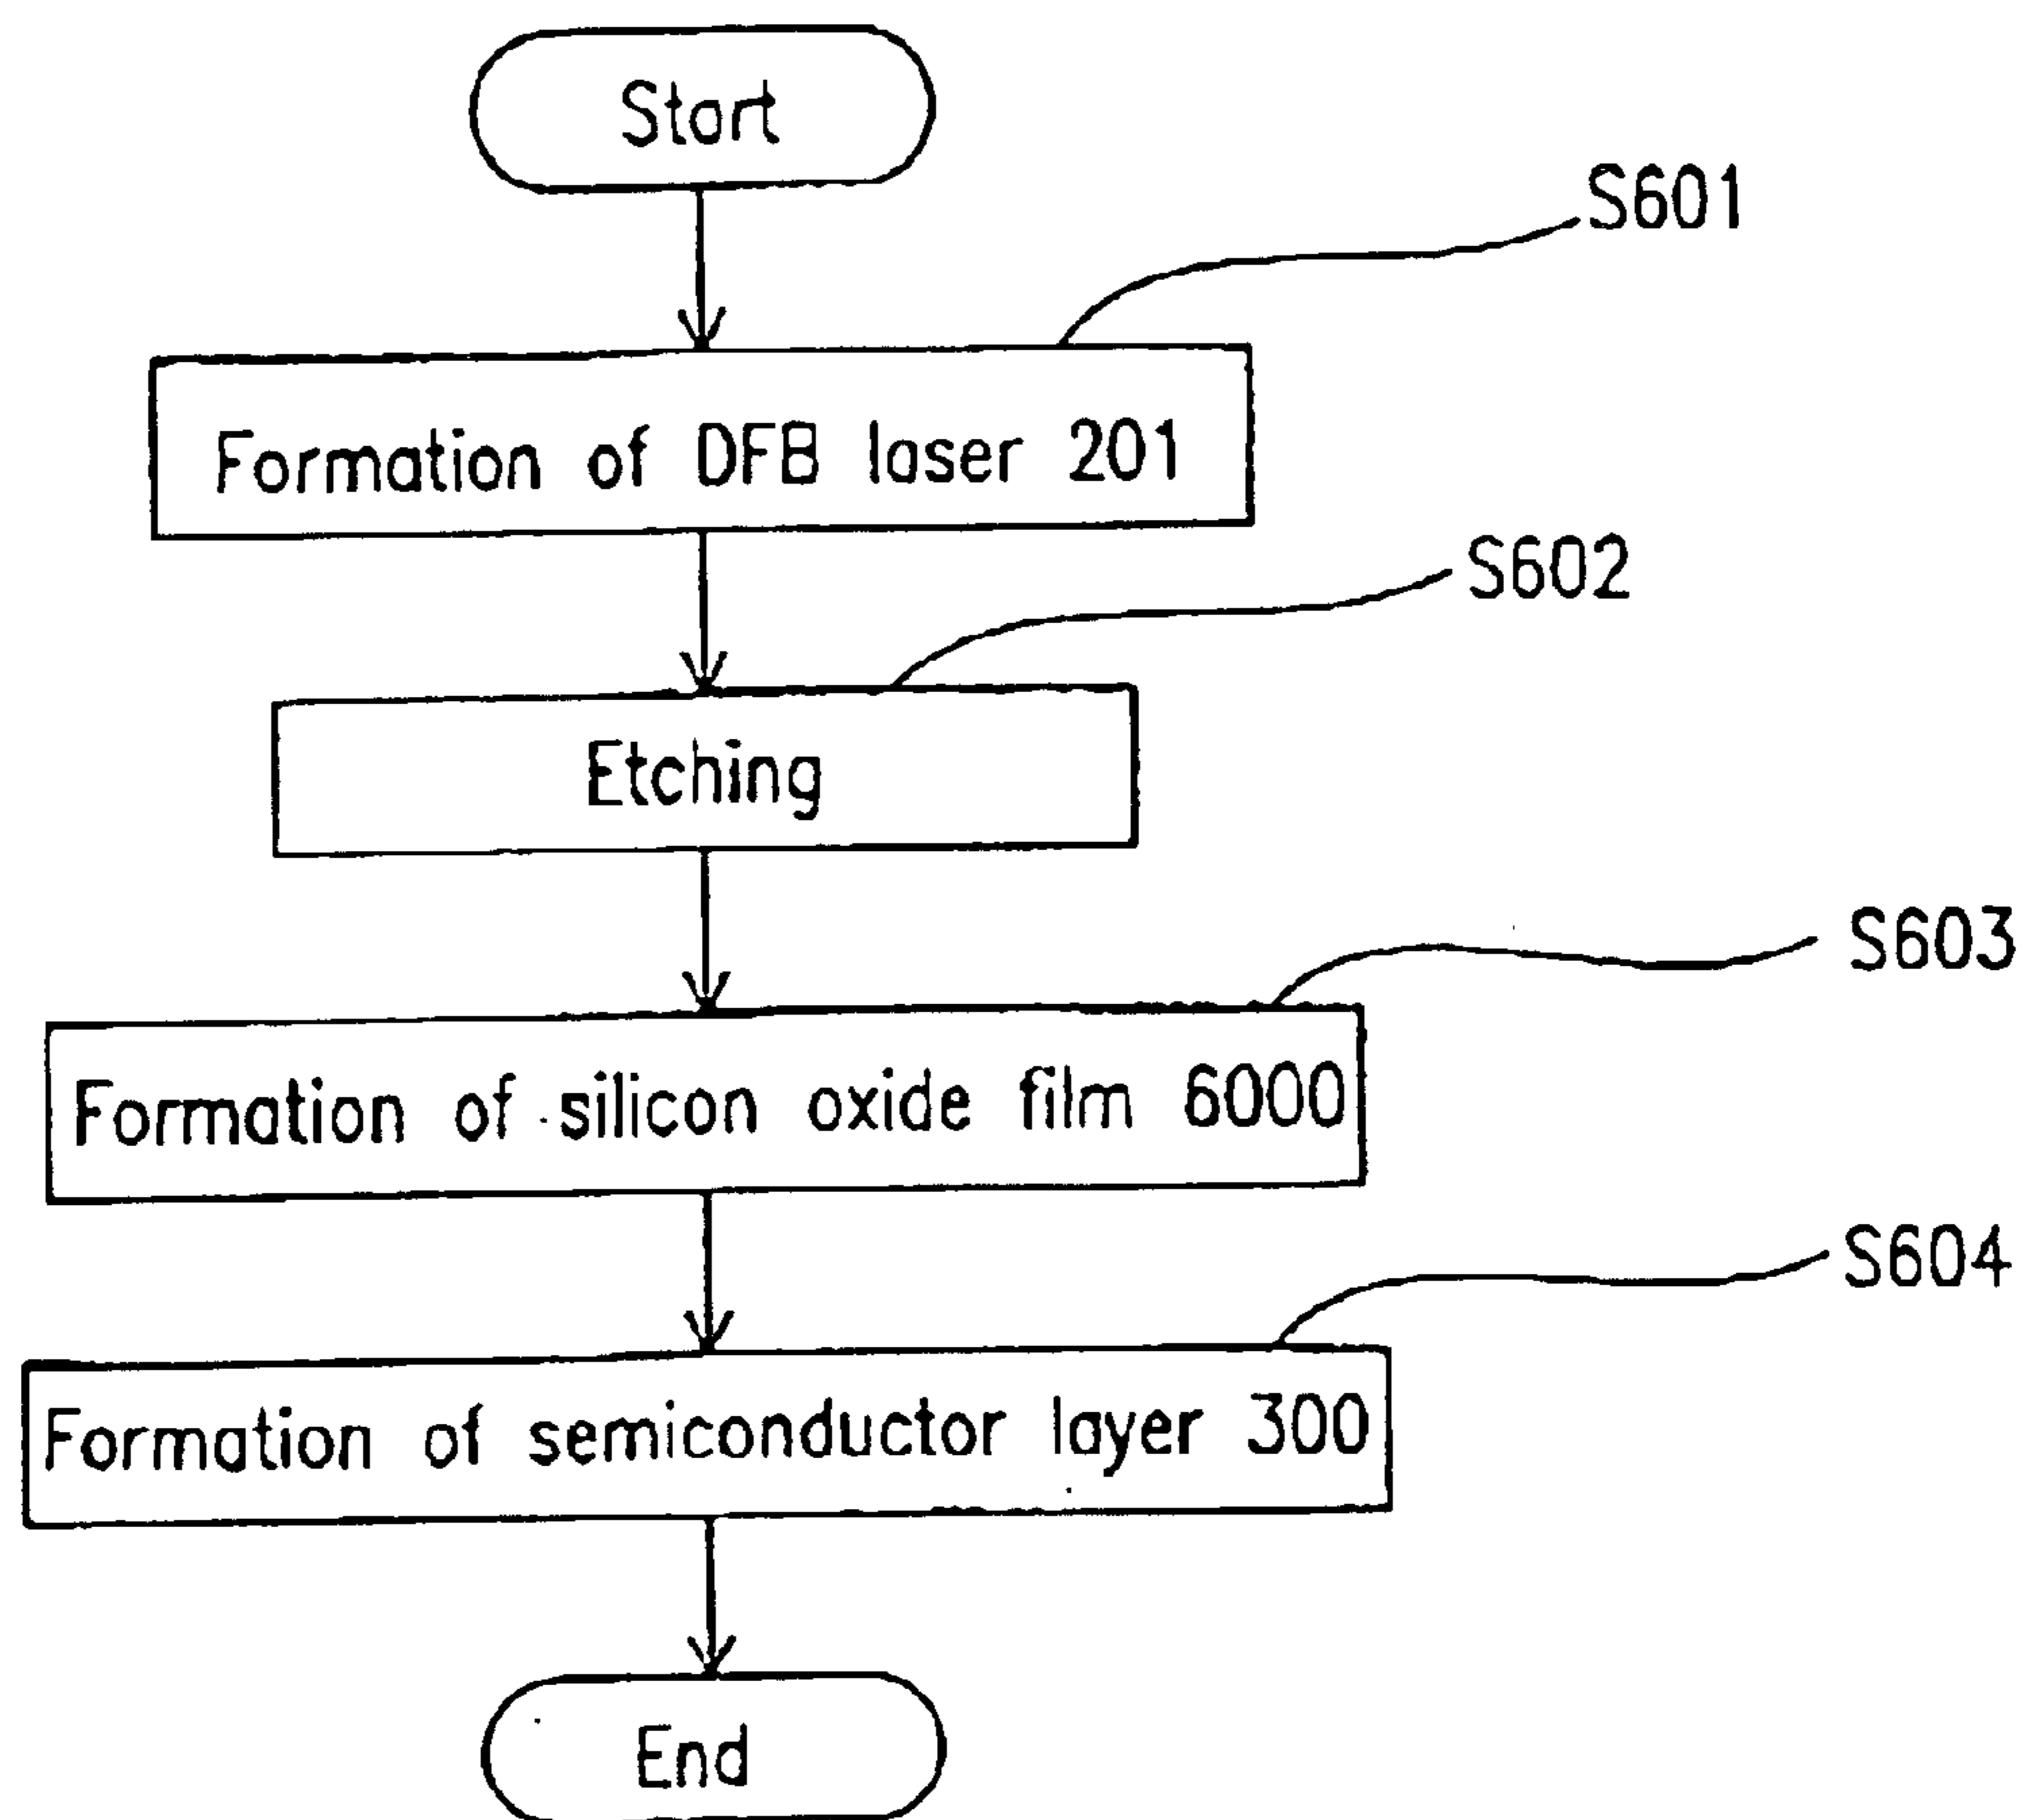 Start
S601
Formation of DFB laser 201
S602
Etching
S603
Formation of silicon oxide film 6000
S604
Formation of semiconductor layer 300
End